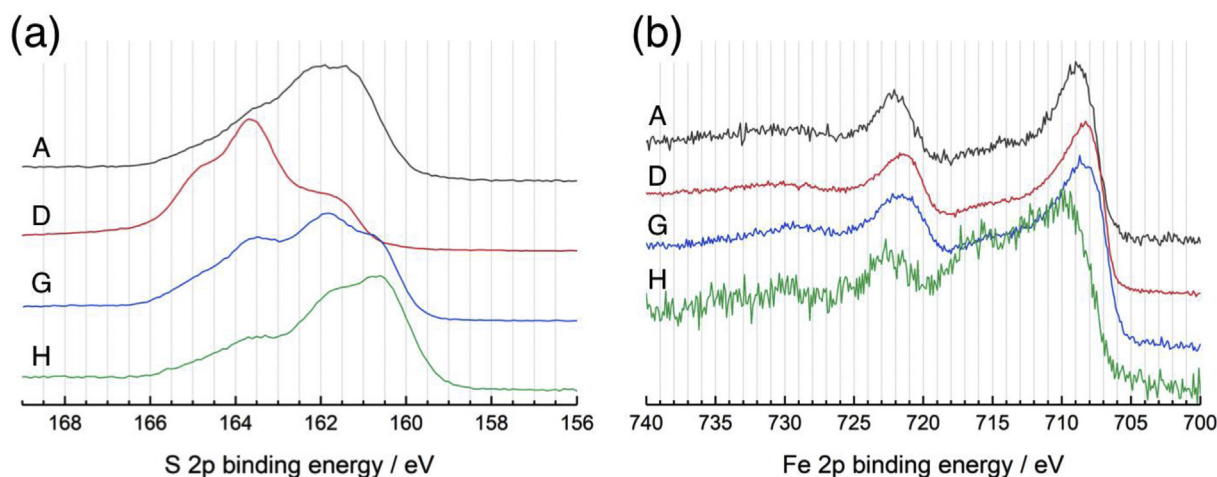 (a)
A
D
G
H
168 166 164 162 160 158 156
S 2p binding energy / eV
(b)
A
D
G
H
740 735 730 725 720 715 710 705 700
Fe 2p binding energy / eV